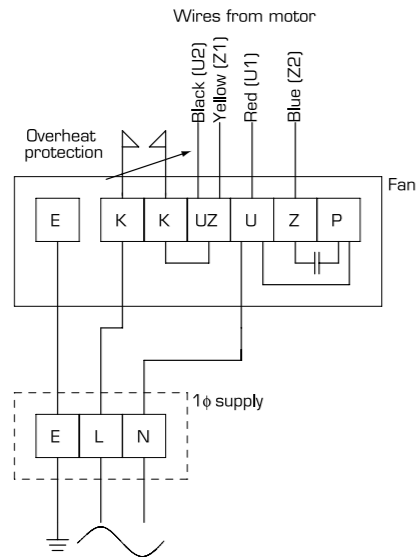 Wires from motor
Black (U2)
Yellow (Z1)
Red (U1)
Blue (Z2)
Overheat
protection
Fan
E K K UZ U Z P
1ϕ supply
E L N